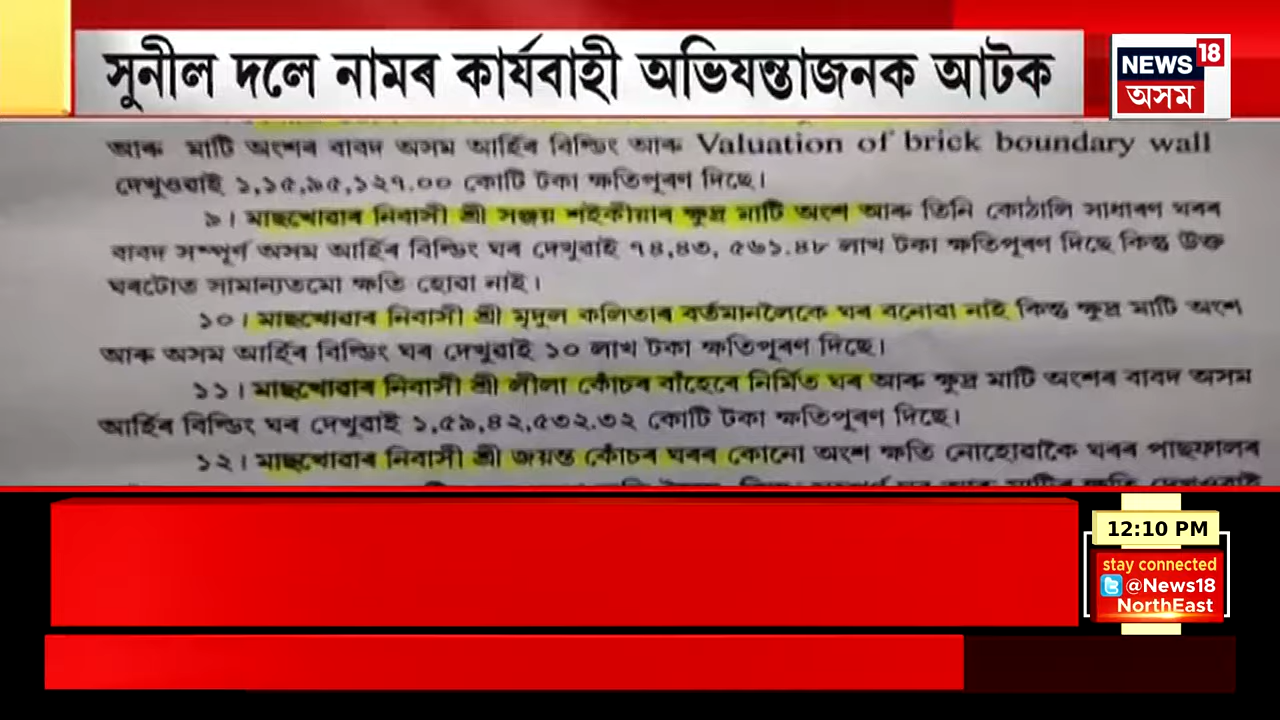 সুনীল দলে নামৰ কাৰ্যবাহী অভিযন্তাজনক আটক
NEWS 18
অসম
আৰু মাটি অংশৰ বাবদ অসম আৰ্হিৰ বিল্ডিং আৰু Valuation of brick boundary wall
দেখুওৱাই ১,১৫,৯৫,১২৭.০০ কোটি টকা ক্ষতিপূৰণ দিছে।
৯। মাছখোৱাৰ নিবাসী শ্ৰী সঞ্জয় শইকীয়াৰ ক্ষুদ্ৰ মাটি অংশ আৰু তিনি কোঠালি সাধাৰণ ঘৰৰ
বাবদ সম্পূৰ্ণ অসম আৰ্হিৰ বিল্ডিং ঘৰ দেখুৱাই ৭৪,৪৩, ৫৬১.৪৮ লাখ টকা ক্ষতিপূৰণ দিছে কিন্তু উক্ত
ঘৰটোত সামান্যতমো ক্ষতি হোৱা নাই।
১০। মাছখোৱাৰ নিবাসী শ্ৰী মৃদুল কলিতাৰ বৰ্তমানলৈকে ঘৰ বনোৱা নাই কিন্তু ক্ষুদ্ৰ মাটি অংশ
আৰু অসম আৰ্হিৰ বিল্ডিং ঘৰ দেখুৱাই ১০ লাখ টকা ক্ষতিপূৰণ দিছে।
১১। মাছখোৱাৰ নিবাসী শ্ৰী লীলা কোঁচৰ বাঁহেৰে নিৰ্মিত ঘৰ আৰু ক্ষুদ্ৰ মাটি অংশৰ বাবদ অসম
আৰ্হিৰ বিল্ডিং ঘৰ দেখুৱাই ১,৫৯,৪২,৫৩২.৩২ কোটি টকা ক্ষতিপূৰণ দিছে।
১২। মাছখোৱাৰ নিবাসী শ্ৰী জয়ন্ত কোঁচৰ ঘৰৰ কোনো অংশ ক্ষতি নোহোৱাকৈ ঘৰৰ পাছফালৰ
12:10 PM
stay connected
@News18
NorthEast